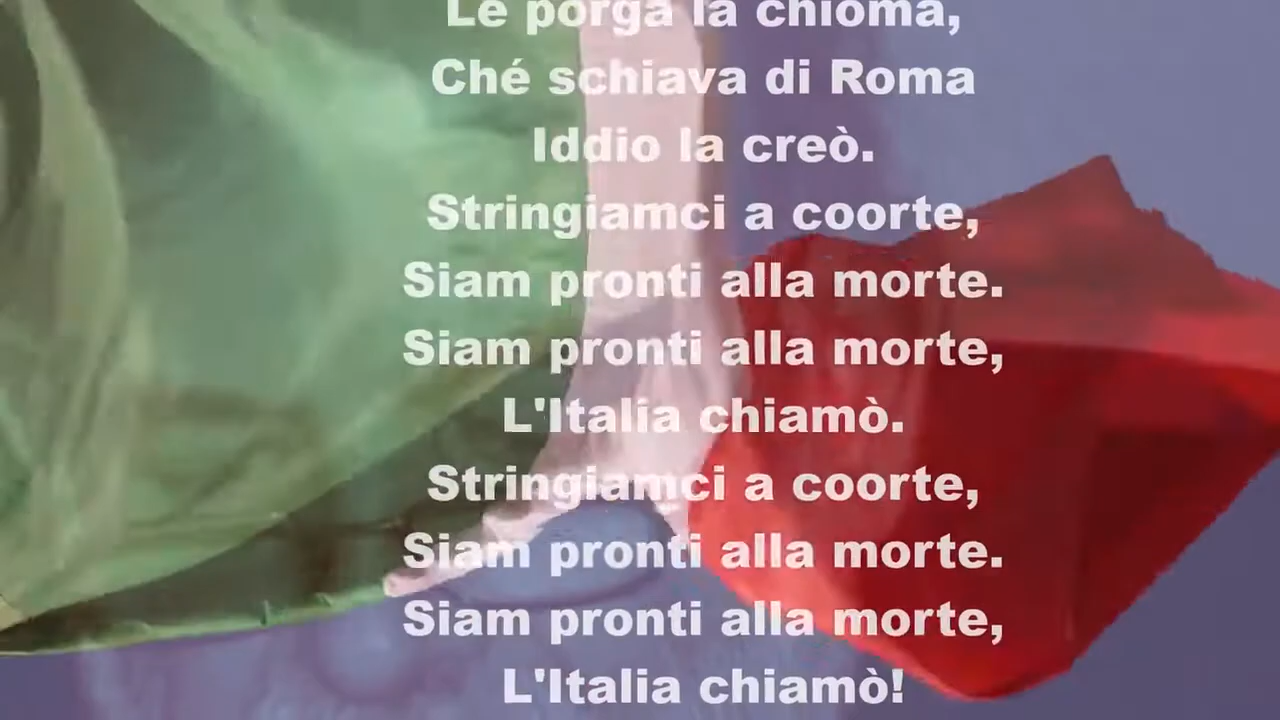 Le porga la chioma,
Ché schiava di Roma
Iddio la creò.
Stringiamci a coorte,
Siam pronti alla morte.
Siam pronti alla morte,
L'Italia chiamò.
Stringiamci a coorte,
Siam pronti alla morte.
Siam pronti alla morte,
L'Italia chiamò!